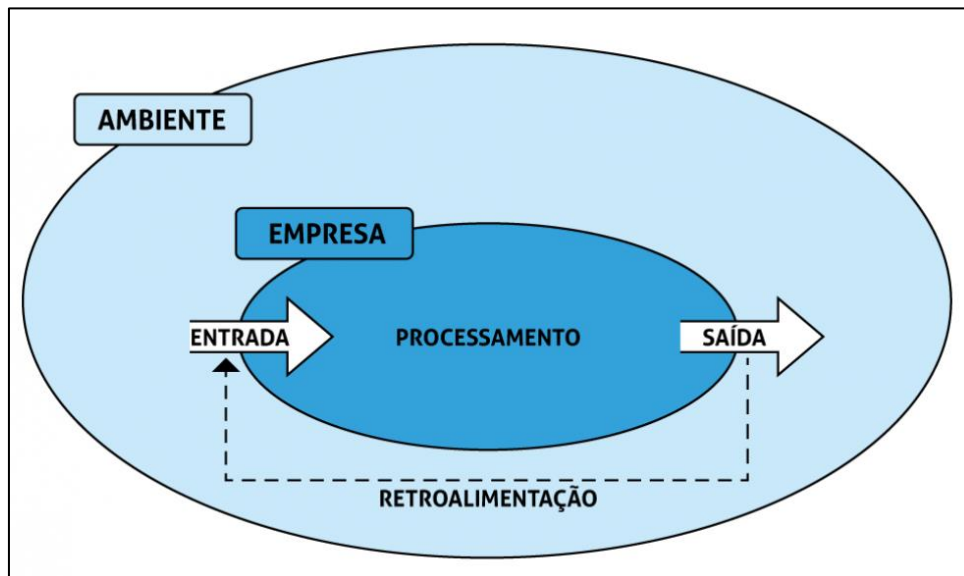 AMBIENTE
EMPRESA
ENTRADA
PROCESSAMENTO
SAÍDA
RETROALIMENTAÇÃO